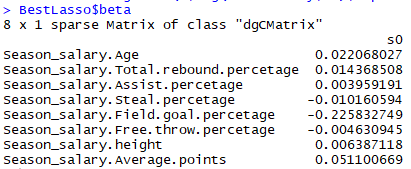 > BestLasso$beta
8 x 1 sparse Matrix of class "dgCMatrix"
s0
Season_salary.Age 0.022068027
Season_salary.Total.rebound.percetage 0.014368508
Season_salary.Assist.percetage 0.003959191
Season_salary.Steal.percetage -0.010160594
Season_salary.Field.goal.percetage -0.225832749
Season_salary.Free.throw.percetage -0.004630945
Season_salary.height 0.006387118
Season_salary.Average.points 0.051100669